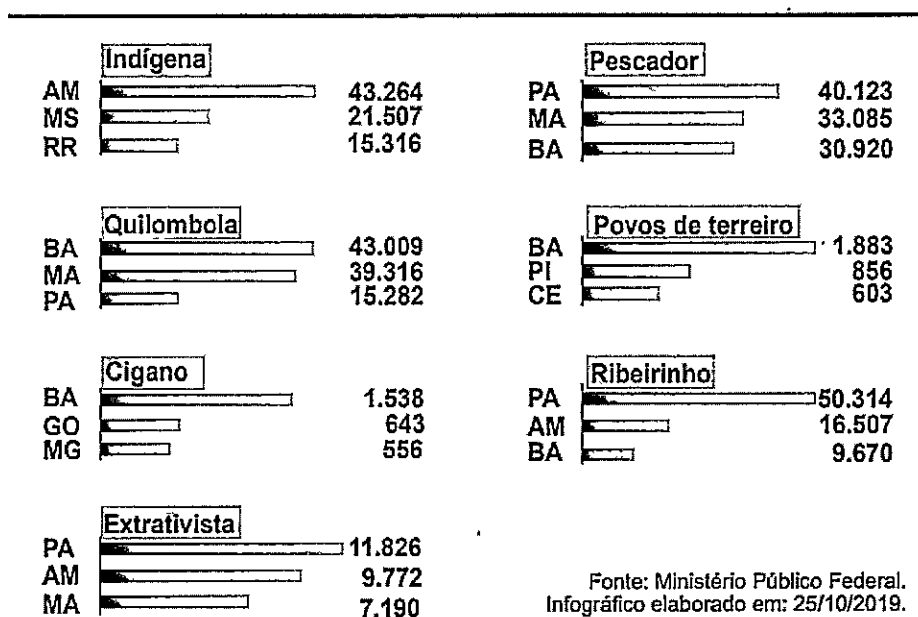 Indígena
AM 43.264
MS 21.507
RR 15.316
Quilombola
BA 43.009
MA 39.316
PA 15.282
Cigano
BA 1.538
GO 643
MG 556
Extrativista
PA 11.826
AM 9.772
MA 7.190
Pescador
PA 40.123
MA 33.085
BA 30.920
Povos de terreiro
BA 1.883
PI 856
CE 603
Ribeirinho
PA 50.314
AM 16.507
BA 9.670
Fonte: Ministério Público Federal.
Infográfico elaborado em: 25/10/2019.